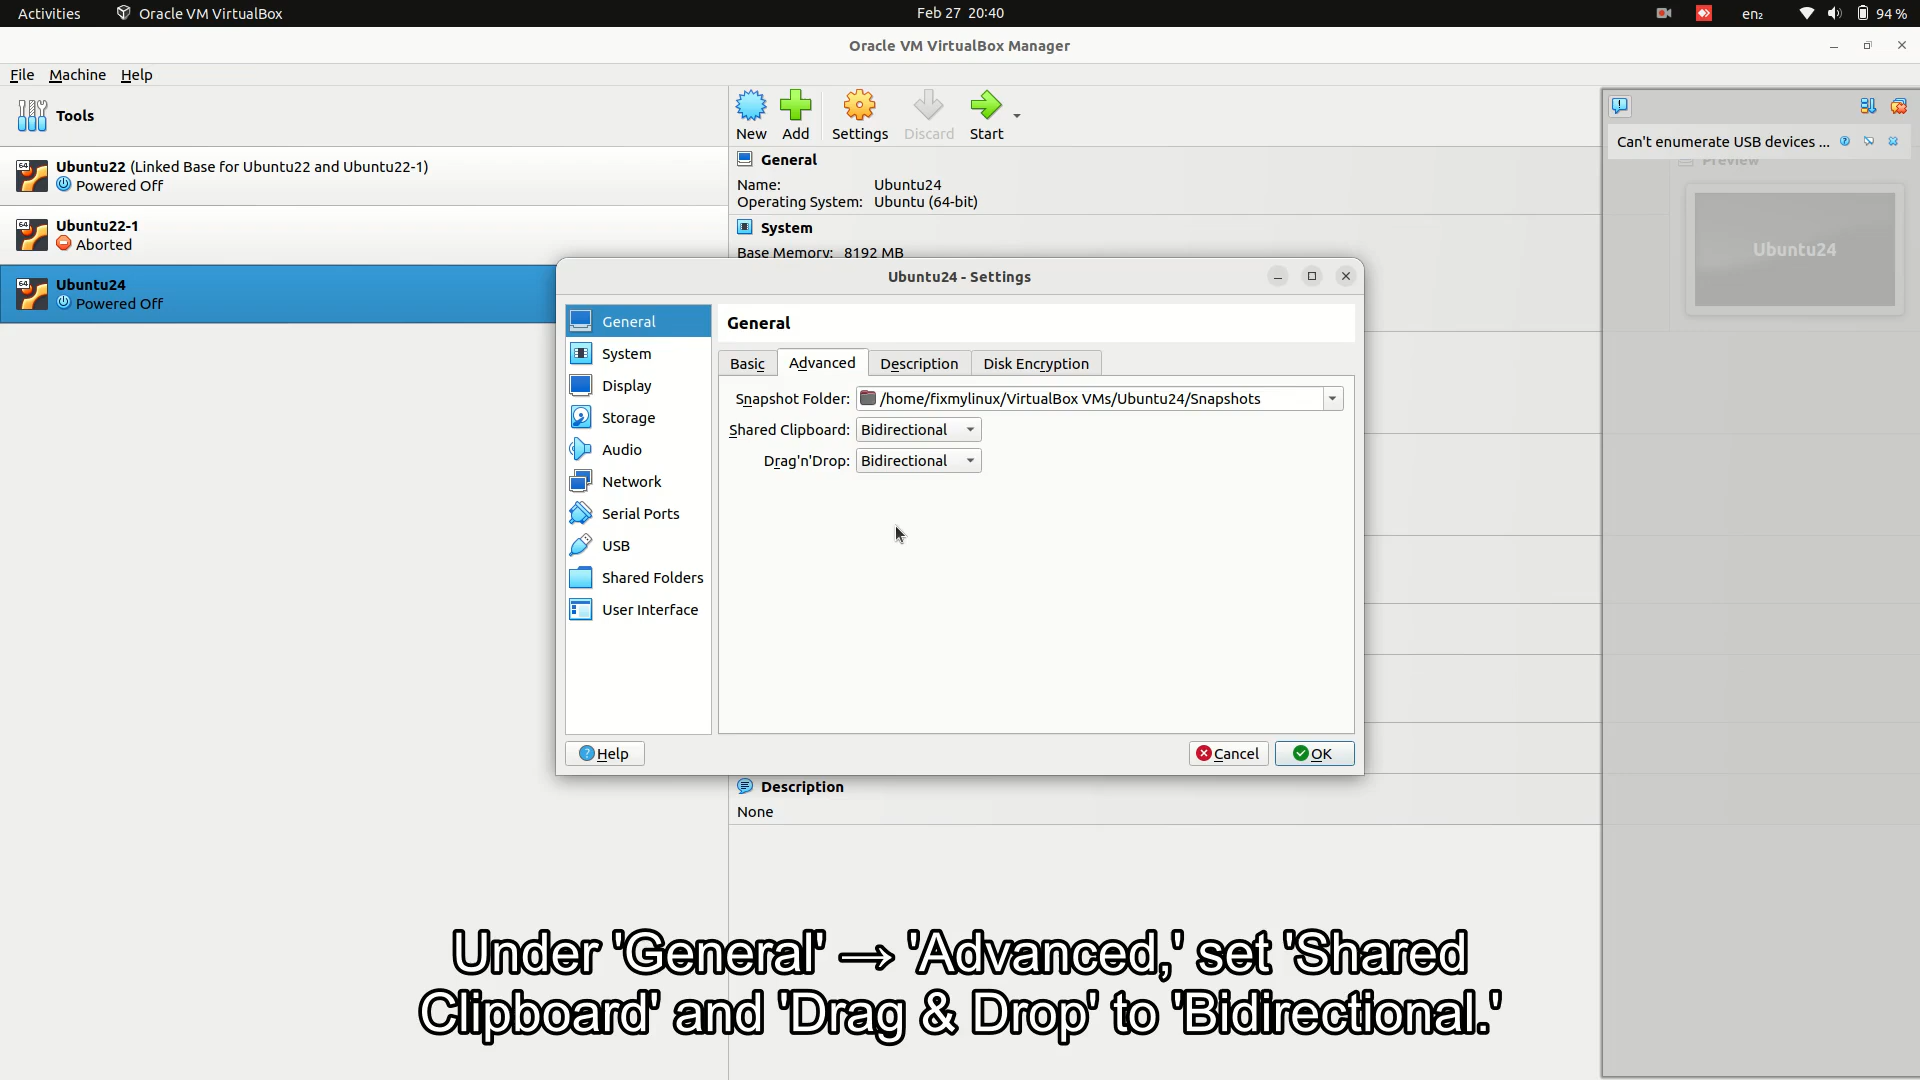 Activities
Oracle VM VirtualBox
Feb 27 20:40
en₂
94 %
Oracle VM VirtualBox Manager
File Machine Help
Tools
New
Add
Settings
Discard
Start
Can't enumerate USB devices ...
64
Ubuntu22 (Linked Base for Ubuntu22 and Ubuntu22-1)
Powered Off
64
Ubuntu22-1
Aborted
64
Ubuntu24
Powered Off
General
Name: Ubuntu24
Operating System: Ubuntu (64-bit)
System
Base Memory: 8192 MB
Preview
Ubuntu24
Ubuntu24 - Settings
General
System
Display
Storage
Audio
Network
Serial Ports
USB
Shared Folders
User Interface
General
Basic
Advanced
Description
Disk Encryption
Snapshot Folder: /home/fixmylinux/VirtualBox VMs/Ubuntu24/Snapshots
Shared Clipboard: Bidirectional
Drag'n'Drop: Bidirectional
Help
Cancel
OK
Description
None
Under 'General' → 'Advanced,' set 'Shared
Clipboard' and 'Drag & Drop' to 'Bidirectional.'